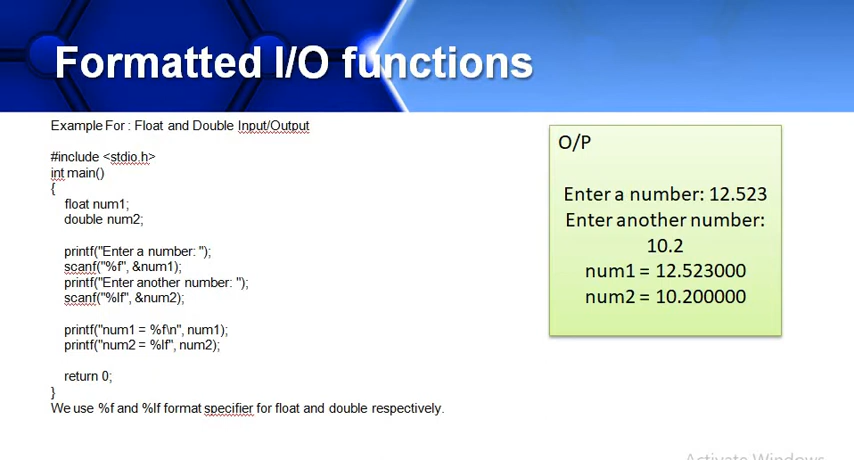 Formatted I/O functions
Example For : Float and Double Input/Output
#include <stdio.h>
int main()
{
float num1;
double num2;
printf("Enter a number: ");
scanf("%f", &num1);
printf("Enter another number: ");
scanf("%lf", &num2);
printf("num1 = %f\n", num1);
printf("num2 = %lf", num2);
return 0;
}
We use %f and %lf format specifier for float and double respectively.
O/P
Enter a number: 12.523
Enter another number:
10.2
num1 = 12.523000
num2 = 10.200000
Activate Windows